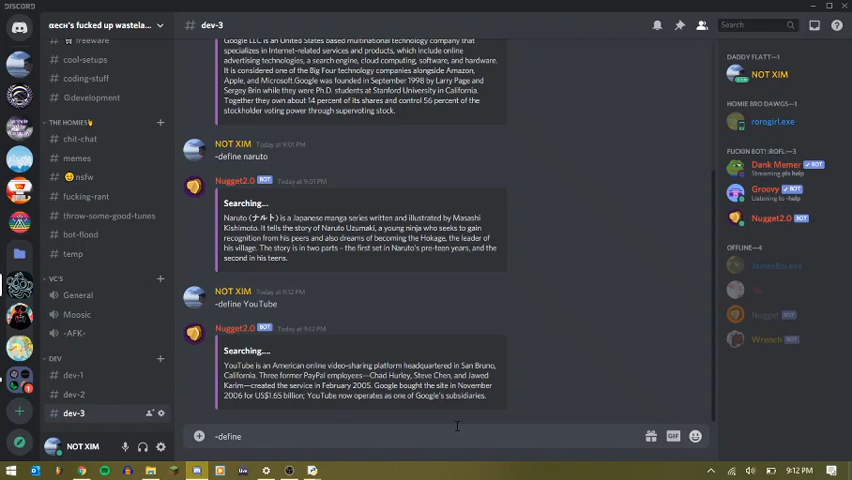 DISCORD
αєcн's fucked up wastela...
freeware
cool-setups
coding-stuff
development
THE HOMIES
chit-chat
memes
nsfw
fucking-rant
throw-some-good-tunes
bot-flood
temp
VC'S
General
Moosic
-AFK-
DEV
dev-1
dev-2
dev-3
NOT XIM
dev-3
Search
Google LLC is an United States based multinational technology company that
specializes in Internet-related services and products, which include online
advertising technologies, a search engine, cloud computing, software, and hardware.
It is considered one of the Big Four technology companies alongside Amazon,
Apple, and Microsoft.Google was founded in September 1998 by Larry Page and
Sergey Brin while they were Ph.D. students at Stanford University in California.
Together they own about 14 percent of its shares and control 56 percent of the
stockholder voting power through supervoting stock.
NOT XIM Today at 9:01 PM
-define naruto
Nugget2.0 BOT Today at 9:01 PM
Searching...
Naruto (ナルト) is a Japanese manga series written and illustrated by Masashi
Kishimoto. It tells the story of Naruto Uzumaki, a young ninja who seeks to gain
recognition from his peers and also dreams of becoming the Hokage, the leader of
his village. The story is in two parts – the first set in Naruto's pre-teen years, and the
second in his teens.
NOT XIM Today at 9:12 PM
-define YouTube
Nugget2.0 BOT Today at 9:12 PM
Searching....
YouTube is an American online video-sharing platform headquartered in San Bruno,
California. Three former PayPal employees—Chad Hurley, Steve Chen, and Jawed
Karim—created the service in February 2005. Google bought the site in November
2006 for US$1.65 billion; YouTube now operates as one of Google's subsidiaries.
-define
GIF
DADDY FLATT—1
NOT XIM
HOMIE BRO DAWGS—1
rorogirl.exe
FUCKIN BOT! :ROFL:—3
Dank Memer BOT
Streaming pls help
Groovy BOT
Listening to -help
Nugget2.0 BOT
OFFLINE—4
JamesBot.exe
Nugget BOT
Wrench BOT
9:12 PM